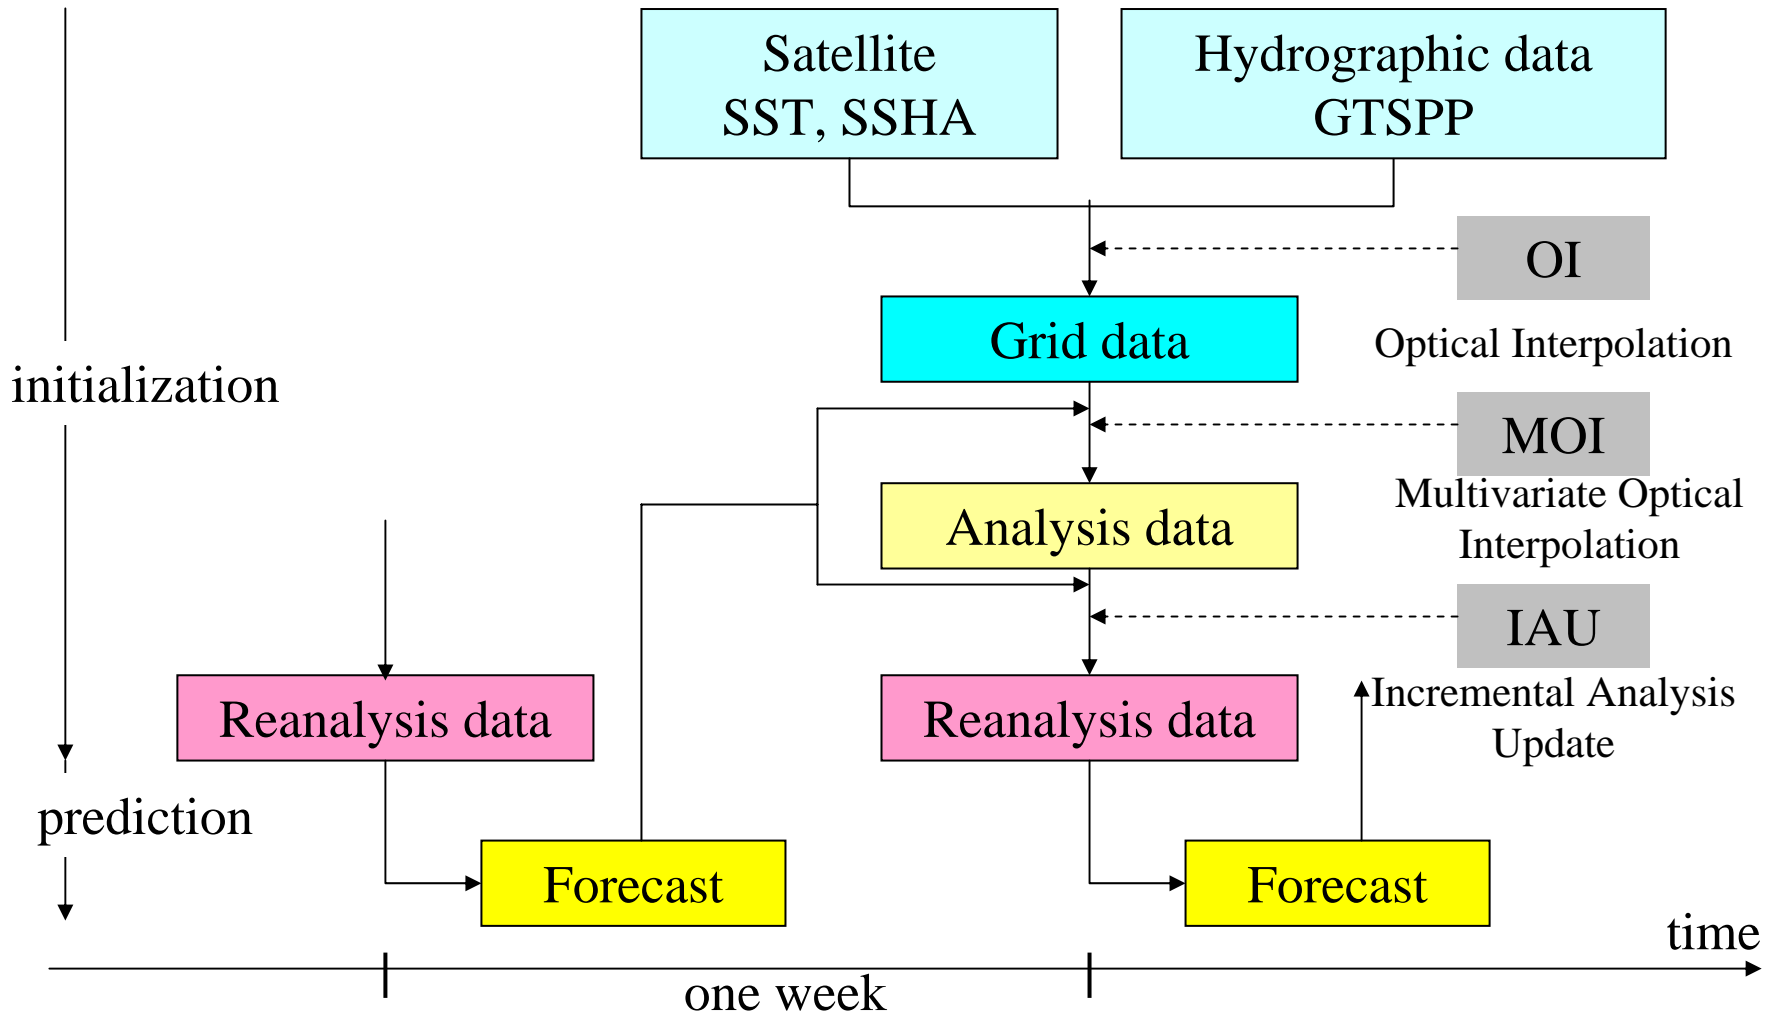 Satellite
SST, SSHA
Hydrographic data
GTSPP
OI
Grid data
Optical Interpolation
initialization
MOI
Multivariate Optical
Interpolation
Analysis data
IAU
Incremental Analysis
Update
Reanalysis data
Reanalysis data
prediction
Forecast
Forecast
time
one week